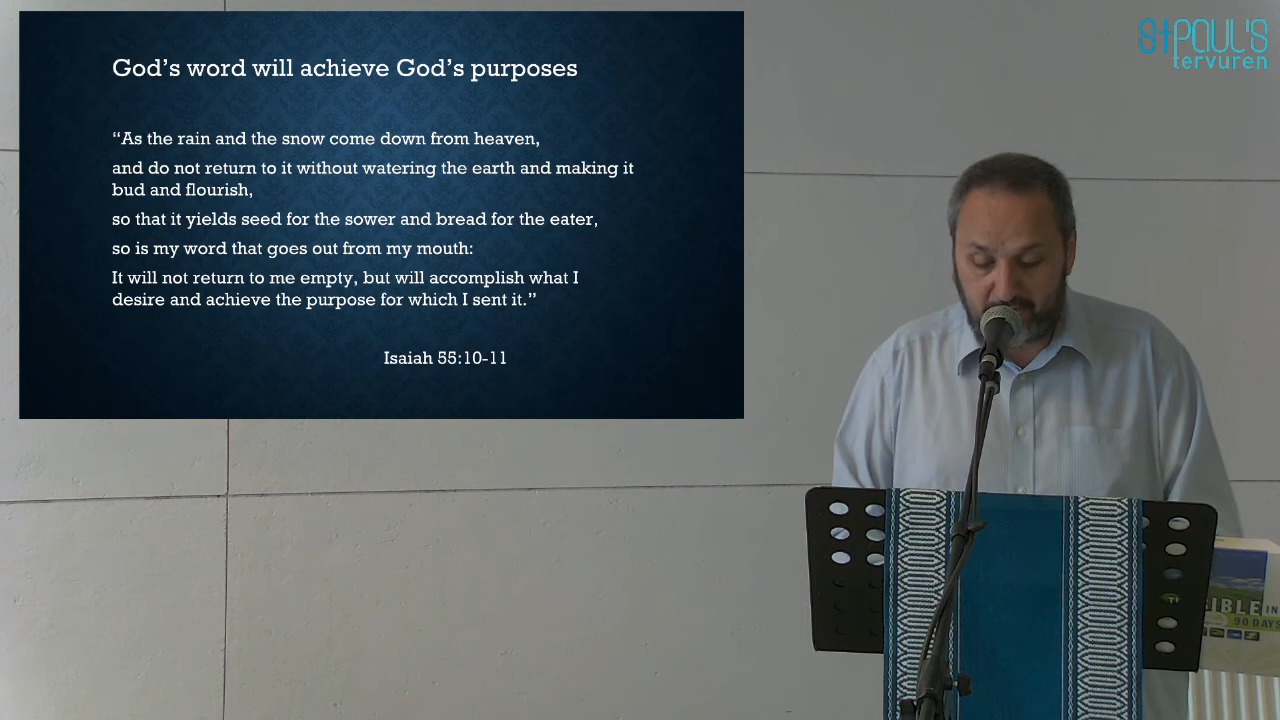 God's word will achieve God's purposes
“As the rain and the snow come down from heaven,
and do not return to it without watering the earth and making it
bud and flourish,
so that it yields seed for the sower and bread for the eater,
so is my word that goes out from my mouth:
It will not return to me empty, but will accomplish what I
desire and achieve the purpose for which I sent it.”
Isaiah 55:10-11
StPAUL'S
tervuren
IBLE IN
90 DAYS